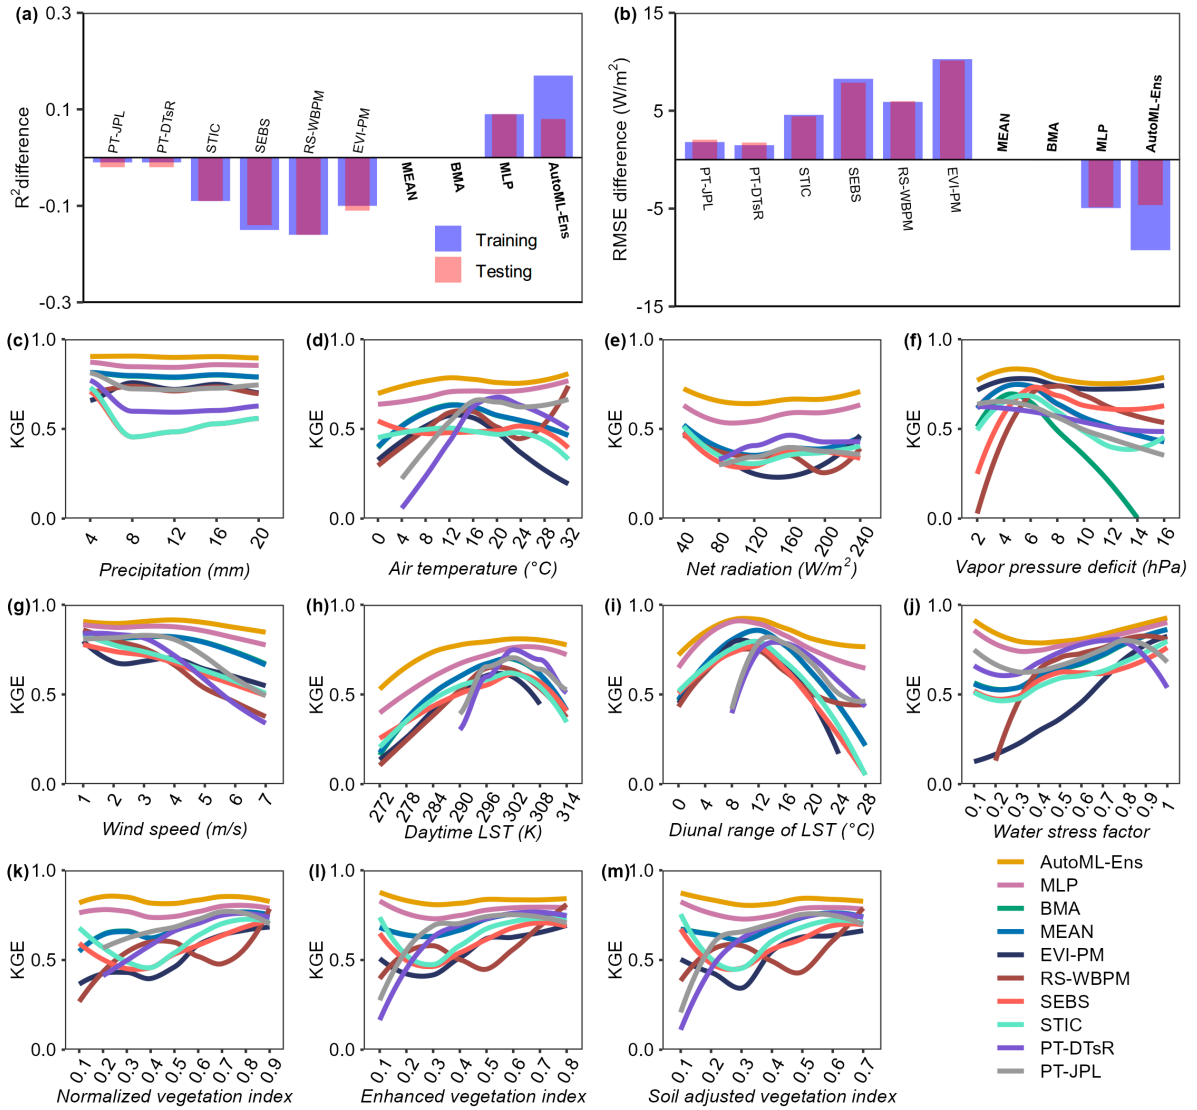 (a)
0.3
0.1
-0.1
-0.3
R²difference
PT-JPL
PT-DTsR
STIC
SEBS
RS-WBPM
EVI-PM
MEAN
BMA
MLP
AutoML-Ens
Training
Testing
(b)
15
5
-5
-15
RMSE difference (W/m²)
PT-JPL
PT-DTsR
STIC
SEBS
RS-WBPM
EVI-PM
MEAN
BMA
MLP
AutoML-Ens
(c)
1.0
0.5
0.0
KGE
4 8 12 16 20
Precipitation (mm)
(d)
1.0
0.5
0.0
KGE
0 4 8 12 16 20 24 28 32
Air temperature (°C)
(e)
1.0
0.5
0.0
KGE
40 80 120 160 200 240
Net radiation (W/m²)
(f)
1.0
0.5
0.0
KGE
2 4 6 8 10 12 14 16
Vapor pressure deficit (hPa)
(g)
1.0
0.5
0.0
KGE
1 2 3 4 5 6 7
Wind speed (m/s)
(h)
1.0
0.5
0.0
KGE
272 278 284 290 296 302 308 314
Daytime LST (K)
(i)
1.0
0.5
0.0
KGE
0 4 8 12 16 20 24 28
Diunal range of LST (°C)
(j)
1.0
0.5
0.0
KGE
0.1 0.2 0.3 0.4 0.5 0.6 0.7 0.8 0.9 1
Water stress factor
(k)
1.0
0.5
0.0
KGE
0.1 0.2 0.3 0.4 0.5 0.6 0.7 0.8 0.9
Normalized vegetation index
(l)
1.0
0.5
0.0
KGE
0.1 0.2 0.3 0.4 0.5 0.6 0.7 0.8
Enhanced vegetation index
(m)
1.0
0.5
0.0
KGE
0.1 0.2 0.3 0.4 0.5 0.6 0.7
Soil adjusted vegetation index
AutoML-Ens
MLP
BMA
MEAN
EVI-PM
RS-WBPM
SEBS
STIC
PT-DTsR
PT-JPL